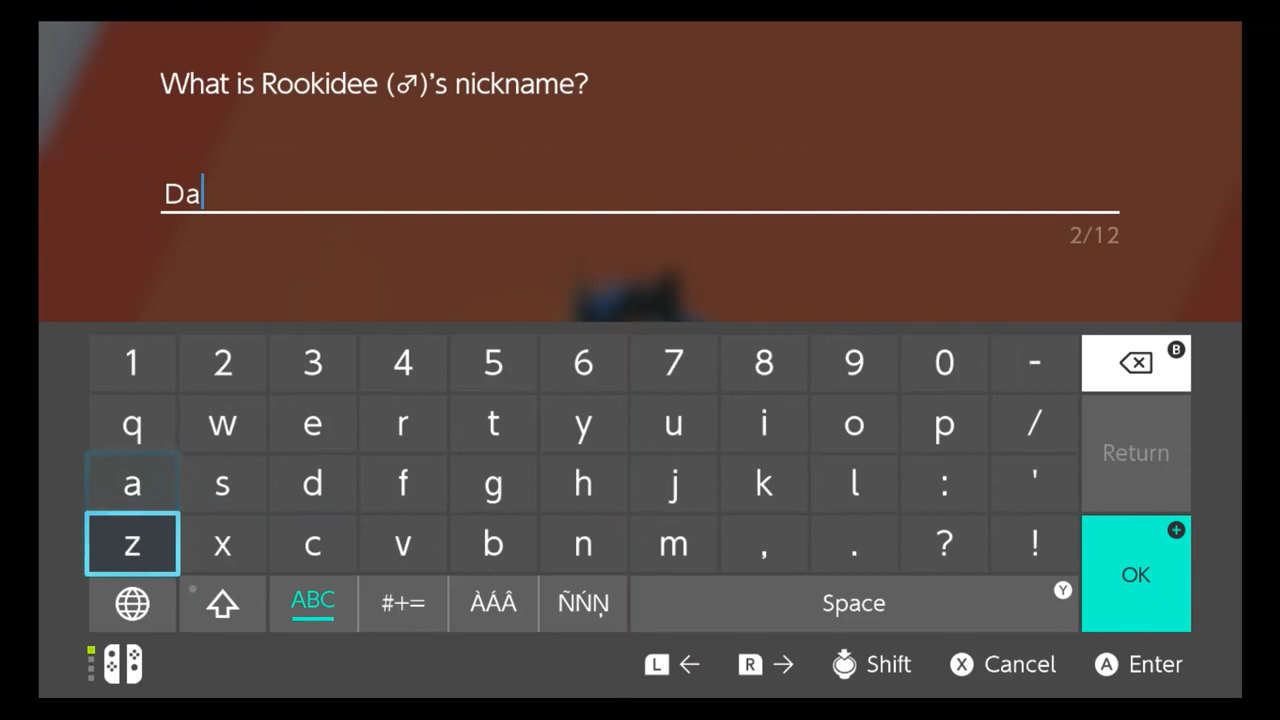 What is Rookidee (♂)'s nickname?
Da
2/12
1 2 3 4 5 6 7 8 9 0 - B
q w e r t y u i o p / Return
a s d f g h j k l : '
z x c v b n m , . ? ! + OK
ABC #+= ÀÁÂ ÑŃŅ Space Y
L ← R → Shift X Cancel A Enter